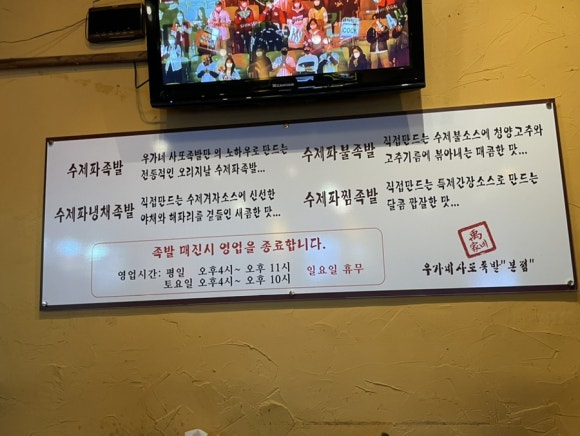 수제파족발
우가네 사또족발만의 노하우로 만드는
전통적인 오리지날 수제파족발...
수제파불족발
직접만드는 수제불소스에 청양고추와
고추기름에 볶아내는 매콤한 맛...
수제파냉채족발
직접만드는 수제겨자소스에 신선한
야채와 해파리를 곁들인 새콤한 맛...
수제파찜족발
직접만드는 특제간장소스로 만드는
달콤 짭잘한 맛...
족발 매진시 영업을 종료합니다.
영업시간: 평일 오후4시~ 오후 11시
토요일 오후4시~ 오후 10시
일요일 휴무
禹
家네
우가네사또족발"본점"